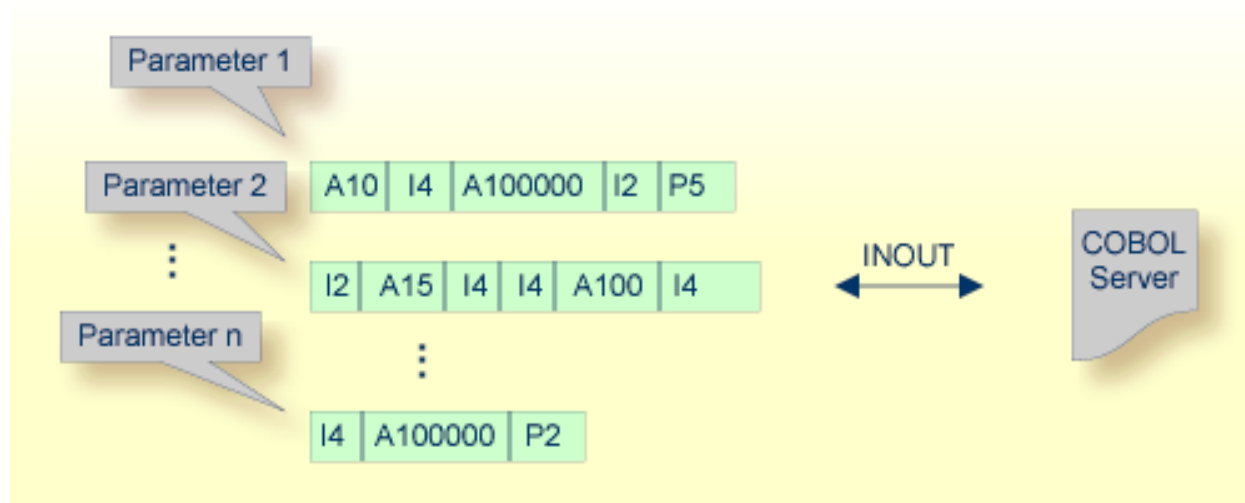 Parameter 1
A10 I4 A100000 I2 P5
Parameter 2
⋮
I2 A15 I4 I4 A100 I4
INOUT
COBOL
Server
Parameter n
⋮
I4 A100000 P2